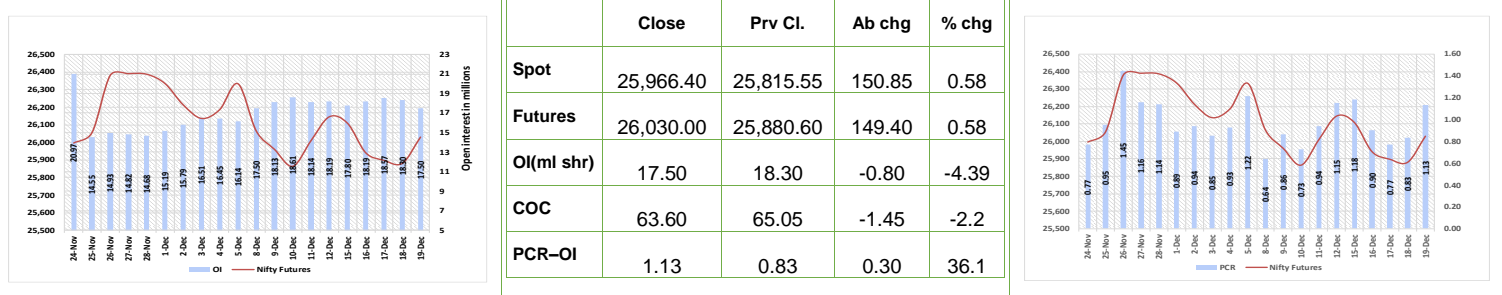 26,500
26,400
26,300
26,200
26,100
26,000
25,900
25,800
25,700
25,600
25,500
23
21
19
17
15
13
11
9
7
5
Open interest in millions
20.97
14.55
14.93
14.82
14.68
15.19
15.79
16.51
16.45
16.14
17.50
18.13
18.61
18.14
18.19
17.80
18.19
18.57
18.30
17.50
24-Nov
25-Nov
26-Nov
27-Nov
28-Nov
1-Dec
2-Dec
3-Dec
4-Dec
5-Dec
8-Dec
9-Dec
10-Dec
11-Dec
12-Dec
15-Dec
16-Dec
17-Dec
18-Dec
19-Dec
OI Nifty Futures
Close Prv Cl. Ab chg % chg
Spot 25,966.40 25,815.55 150.85 0.58
Futures 26,030.00 25,880.60 149.40 0.58
OI(ml shr) 17.50 18.30 -0.80 -4.39
COC 63.60 65.05 -1.45 -2.2
PCR–OI 1.13 0.83 0.30 36.1
26,500
26,400
26,300
26,200
26,100
26,000
25,900
25,800
25,700
25,600
25,500
1.60
1.40
1.20
1.00
0.80
0.60
0.40
0.20
0.00
0.77
0.95
1.45
1.16
1.14
0.89
0.94
0.85
0.93
1.22
0.64
0.86
0.73
0.94
1.15
1.18
0.90
0.77
0.83
1.13
24-Nov
25-Nov
26-Nov
27-Nov
28-Nov
1-Dec
2-Dec
3-Dec
4-Dec
5-Dec
8-Dec
9-Dec
10-Dec
11-Dec
12-Dec
15-Dec
16-Dec
17-Dec
18-Dec
19-Dec
PCR Nifty Futures